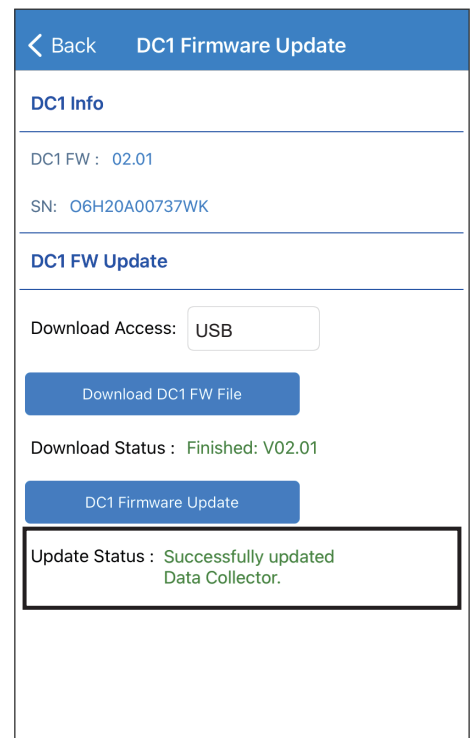 Back DC1 Firmware Update
DC1 Info
DC1 FW : 02.01
SN: O6H20A00737WK
DC1 FW Update
Download Access: USB
Download DC1 FW File
Download Status : Finished: V02.01
DC1 Firmware Update
Update Status : Successfully updated
Data Collector.